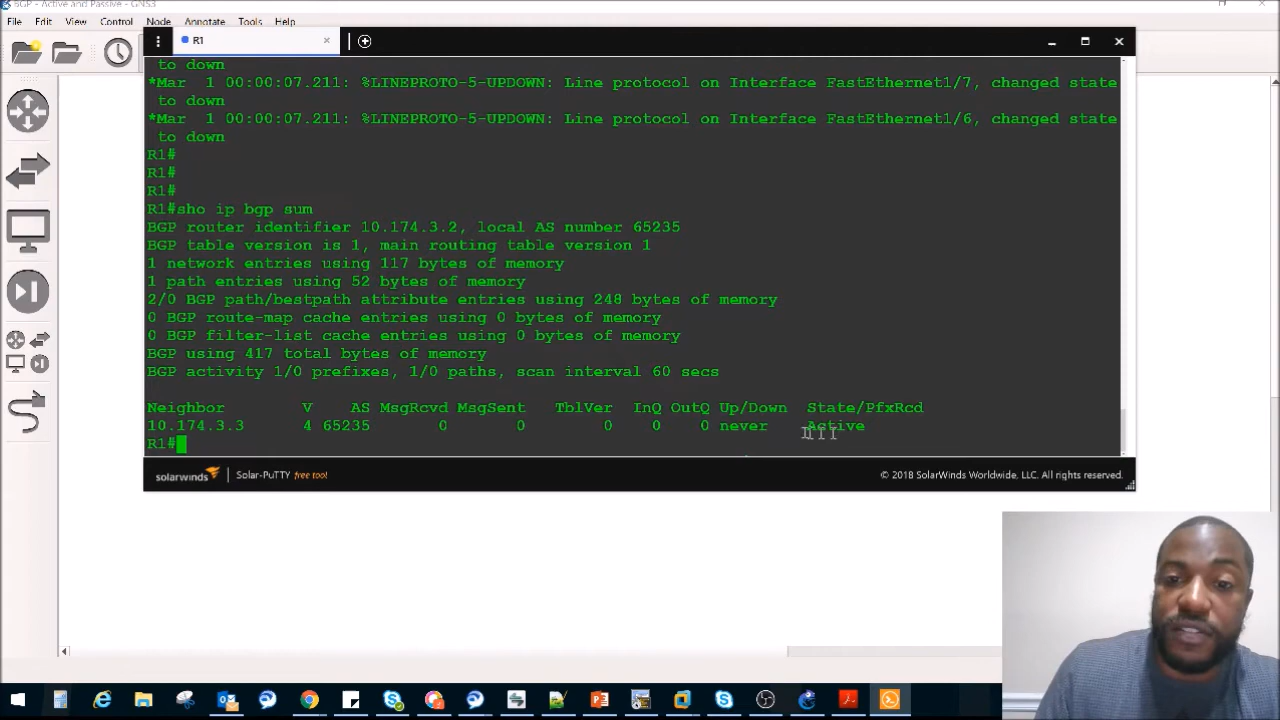 BGP - Active and Passive - GNS3
File Edit View Control Node Annotate Tools Help
R1
to down
*Mar  1 00:00:07.211: %LINEPROTO-5-UPDOWN: Line protocol on Interface FastEthernet1/7, changed state
to down
*Mar  1 00:00:07.211: %LINEPROTO-5-UPDOWN: Line protocol on Interface FastEthernet1/6, changed state
to down
R1#
R1#
R1#
R1#sho ip bgp sum
BGP router identifier 10.174.3.2, local AS number 65235
BGP table version is 1, main routing table version 1
1 network entries using 117 bytes of memory
1 path entries using 52 bytes of memory
2/0 BGP path/bestpath attribute entries using 248 bytes of memory
0 BGP route-map cache entries using 0 bytes of memory
0 BGP filter-list cache entries using 0 bytes of memory
BGP using 417 total bytes of memory
BGP activity 1/0 prefixes, 1/0 paths, scan interval 60 secs
Neighbor V AS MsgRcvd MsgSent TblVer InQ OutQ Up/Down State/PfxRcd
10.174.3.3 4 65235 0 0 0 0 0 never Active
R1#
solarwinds Solar-PuTTY free tool © 2018 SolarWinds Worldwide, LLC. All rights reserved.